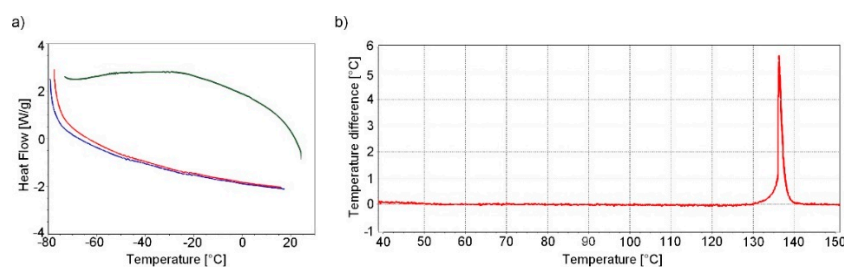 a)
b)
4
2
0
-2
-4
Heat Flow [W/g]
-80 -60 -40 -20 0 20
Temperature [°C]
6
5
4
3
2
1
0
-1
Temperature difference [°C]
40 50 60 70 80 90 100 110 120 130 140 150
Temperature [°C]